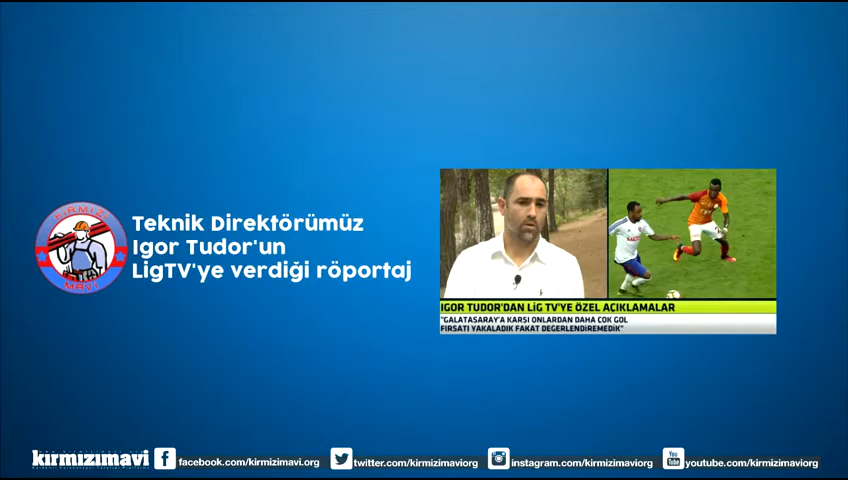 KIRMIZI
MAVİ
Teknik Direktörümüz
Igor Tudor'un
LigTV'ye verdiği röportaj
IGOR TUDOR'DAN LİG TV'YE ÖZEL AÇIKLAMALAR
"GALATASARAY'A KARŞI ONLARDAN DAHA ÇOK GOL
FIRSATI YAKALADIK FAKAT DEĞERLENDİREMEDİK"
kırmızımavi
facebook.com/kirmizimavi.org
twitter.com/kirmizimaviorg
instagram.com/kirmizimaviorg
You Tube
youtube.com/kirmizimaviorg